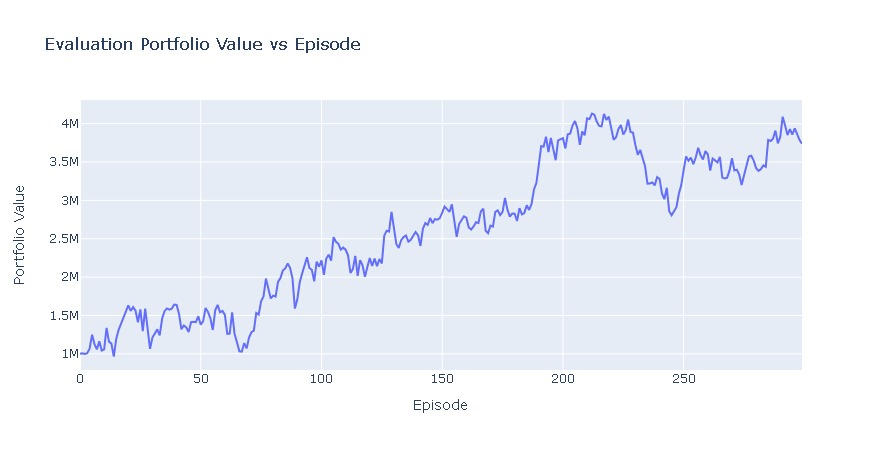 Evaluation Portfolio Value vs Episode
Portfolio Value
4M
3.5M
3M
2.5M
2M
1.5M
1M
0
50
100
150
200
250
Episode